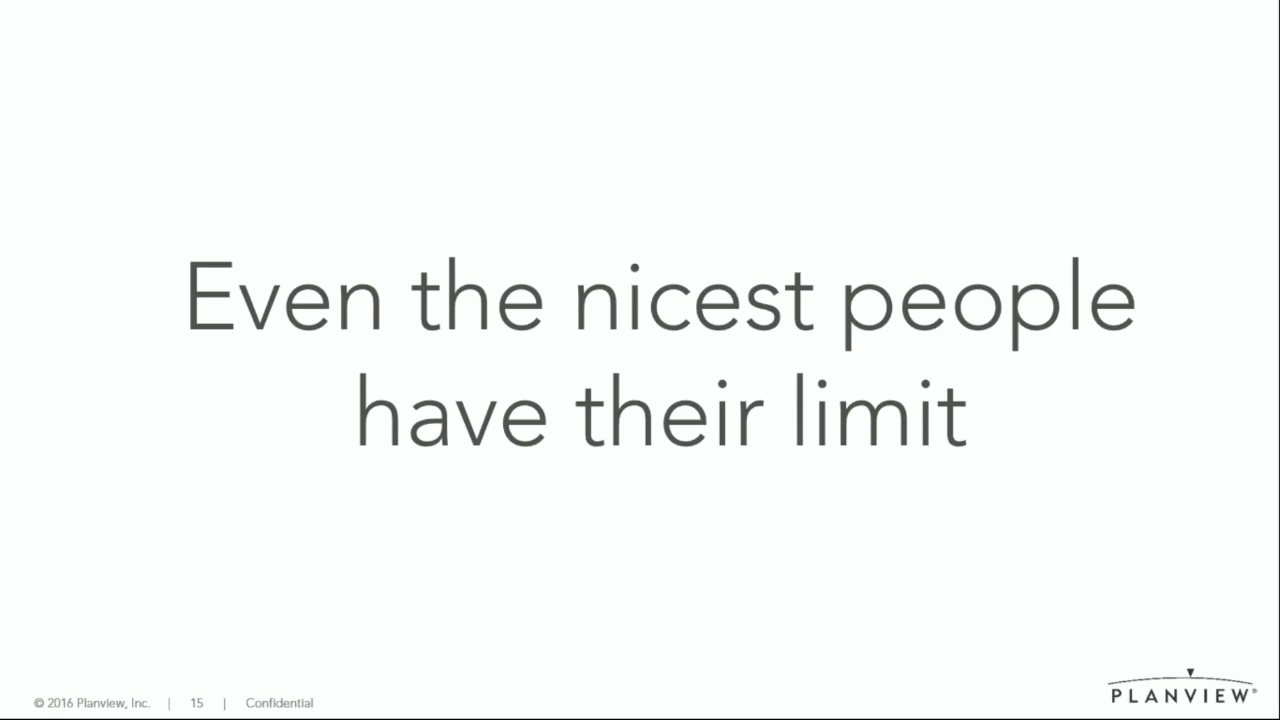 Even the nicest people
have their limit
© 2016 Planview, Inc. | 15 | Confidential
PLANVIEW®